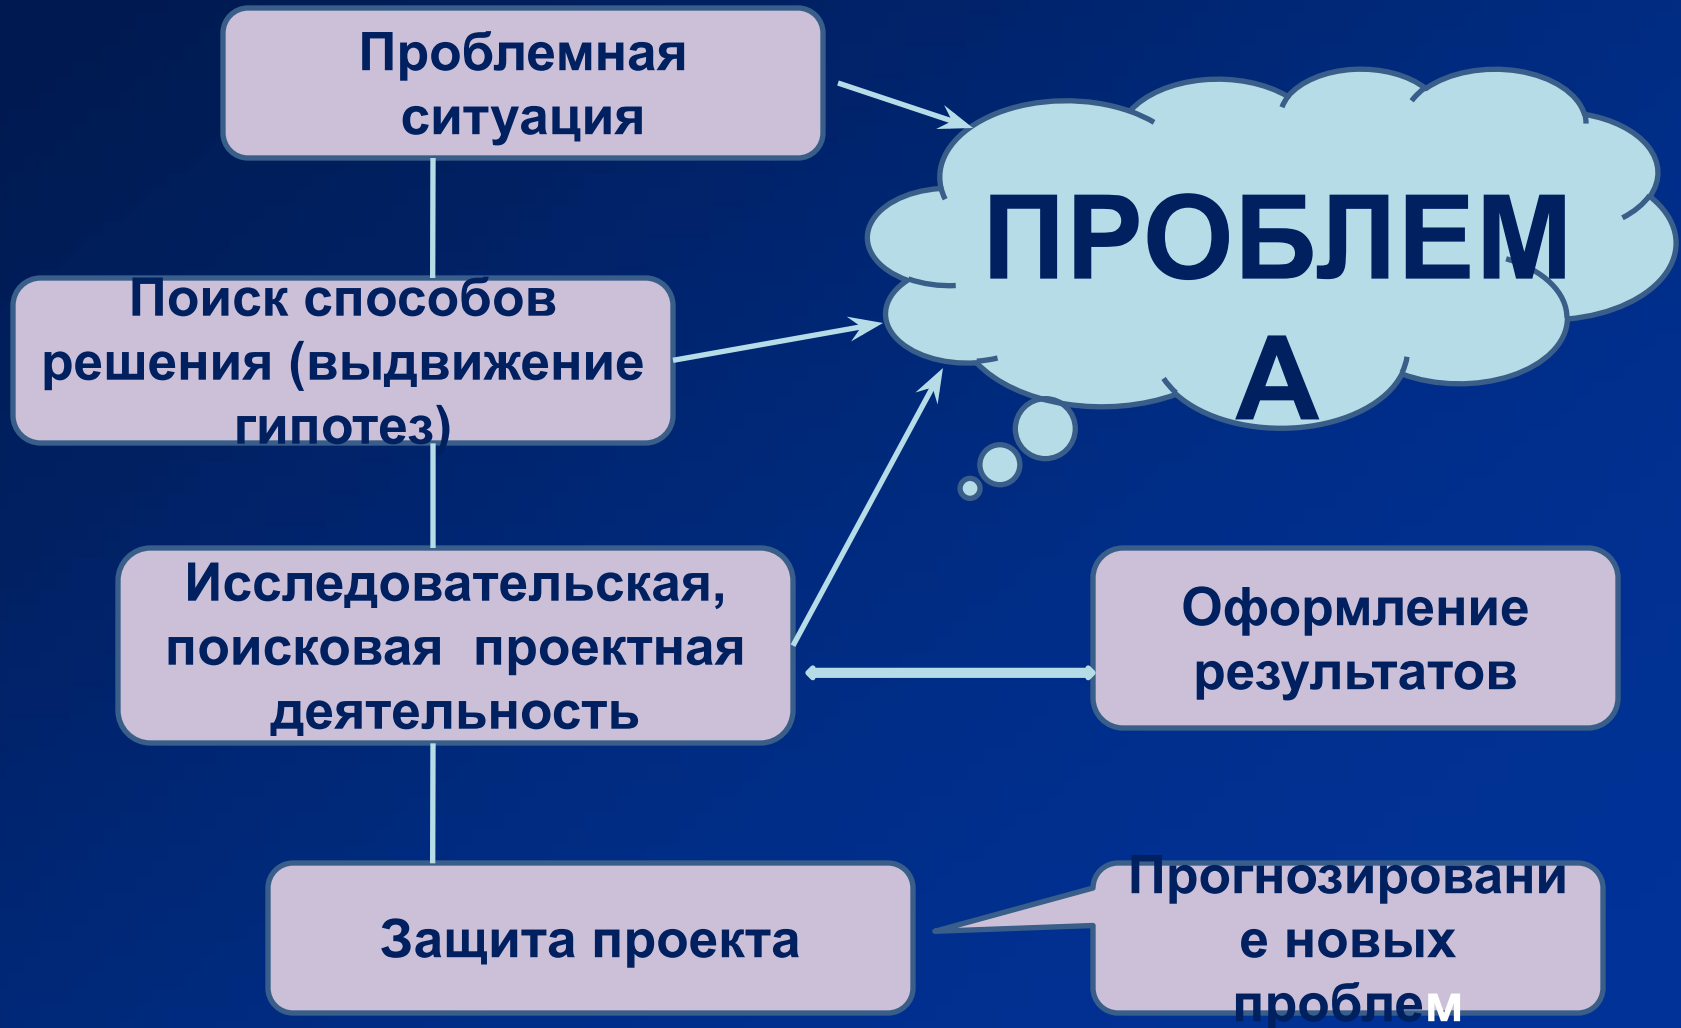 Проблемная
ситуация
ПРОБЛЕМ
А
Поиск способов
решения (выдвижение
гипотез)
Исследовательская,
поисковая проектная
деятельность
Оформление
результатов
Защита проекта
Прогнозировани
е новых
проблем